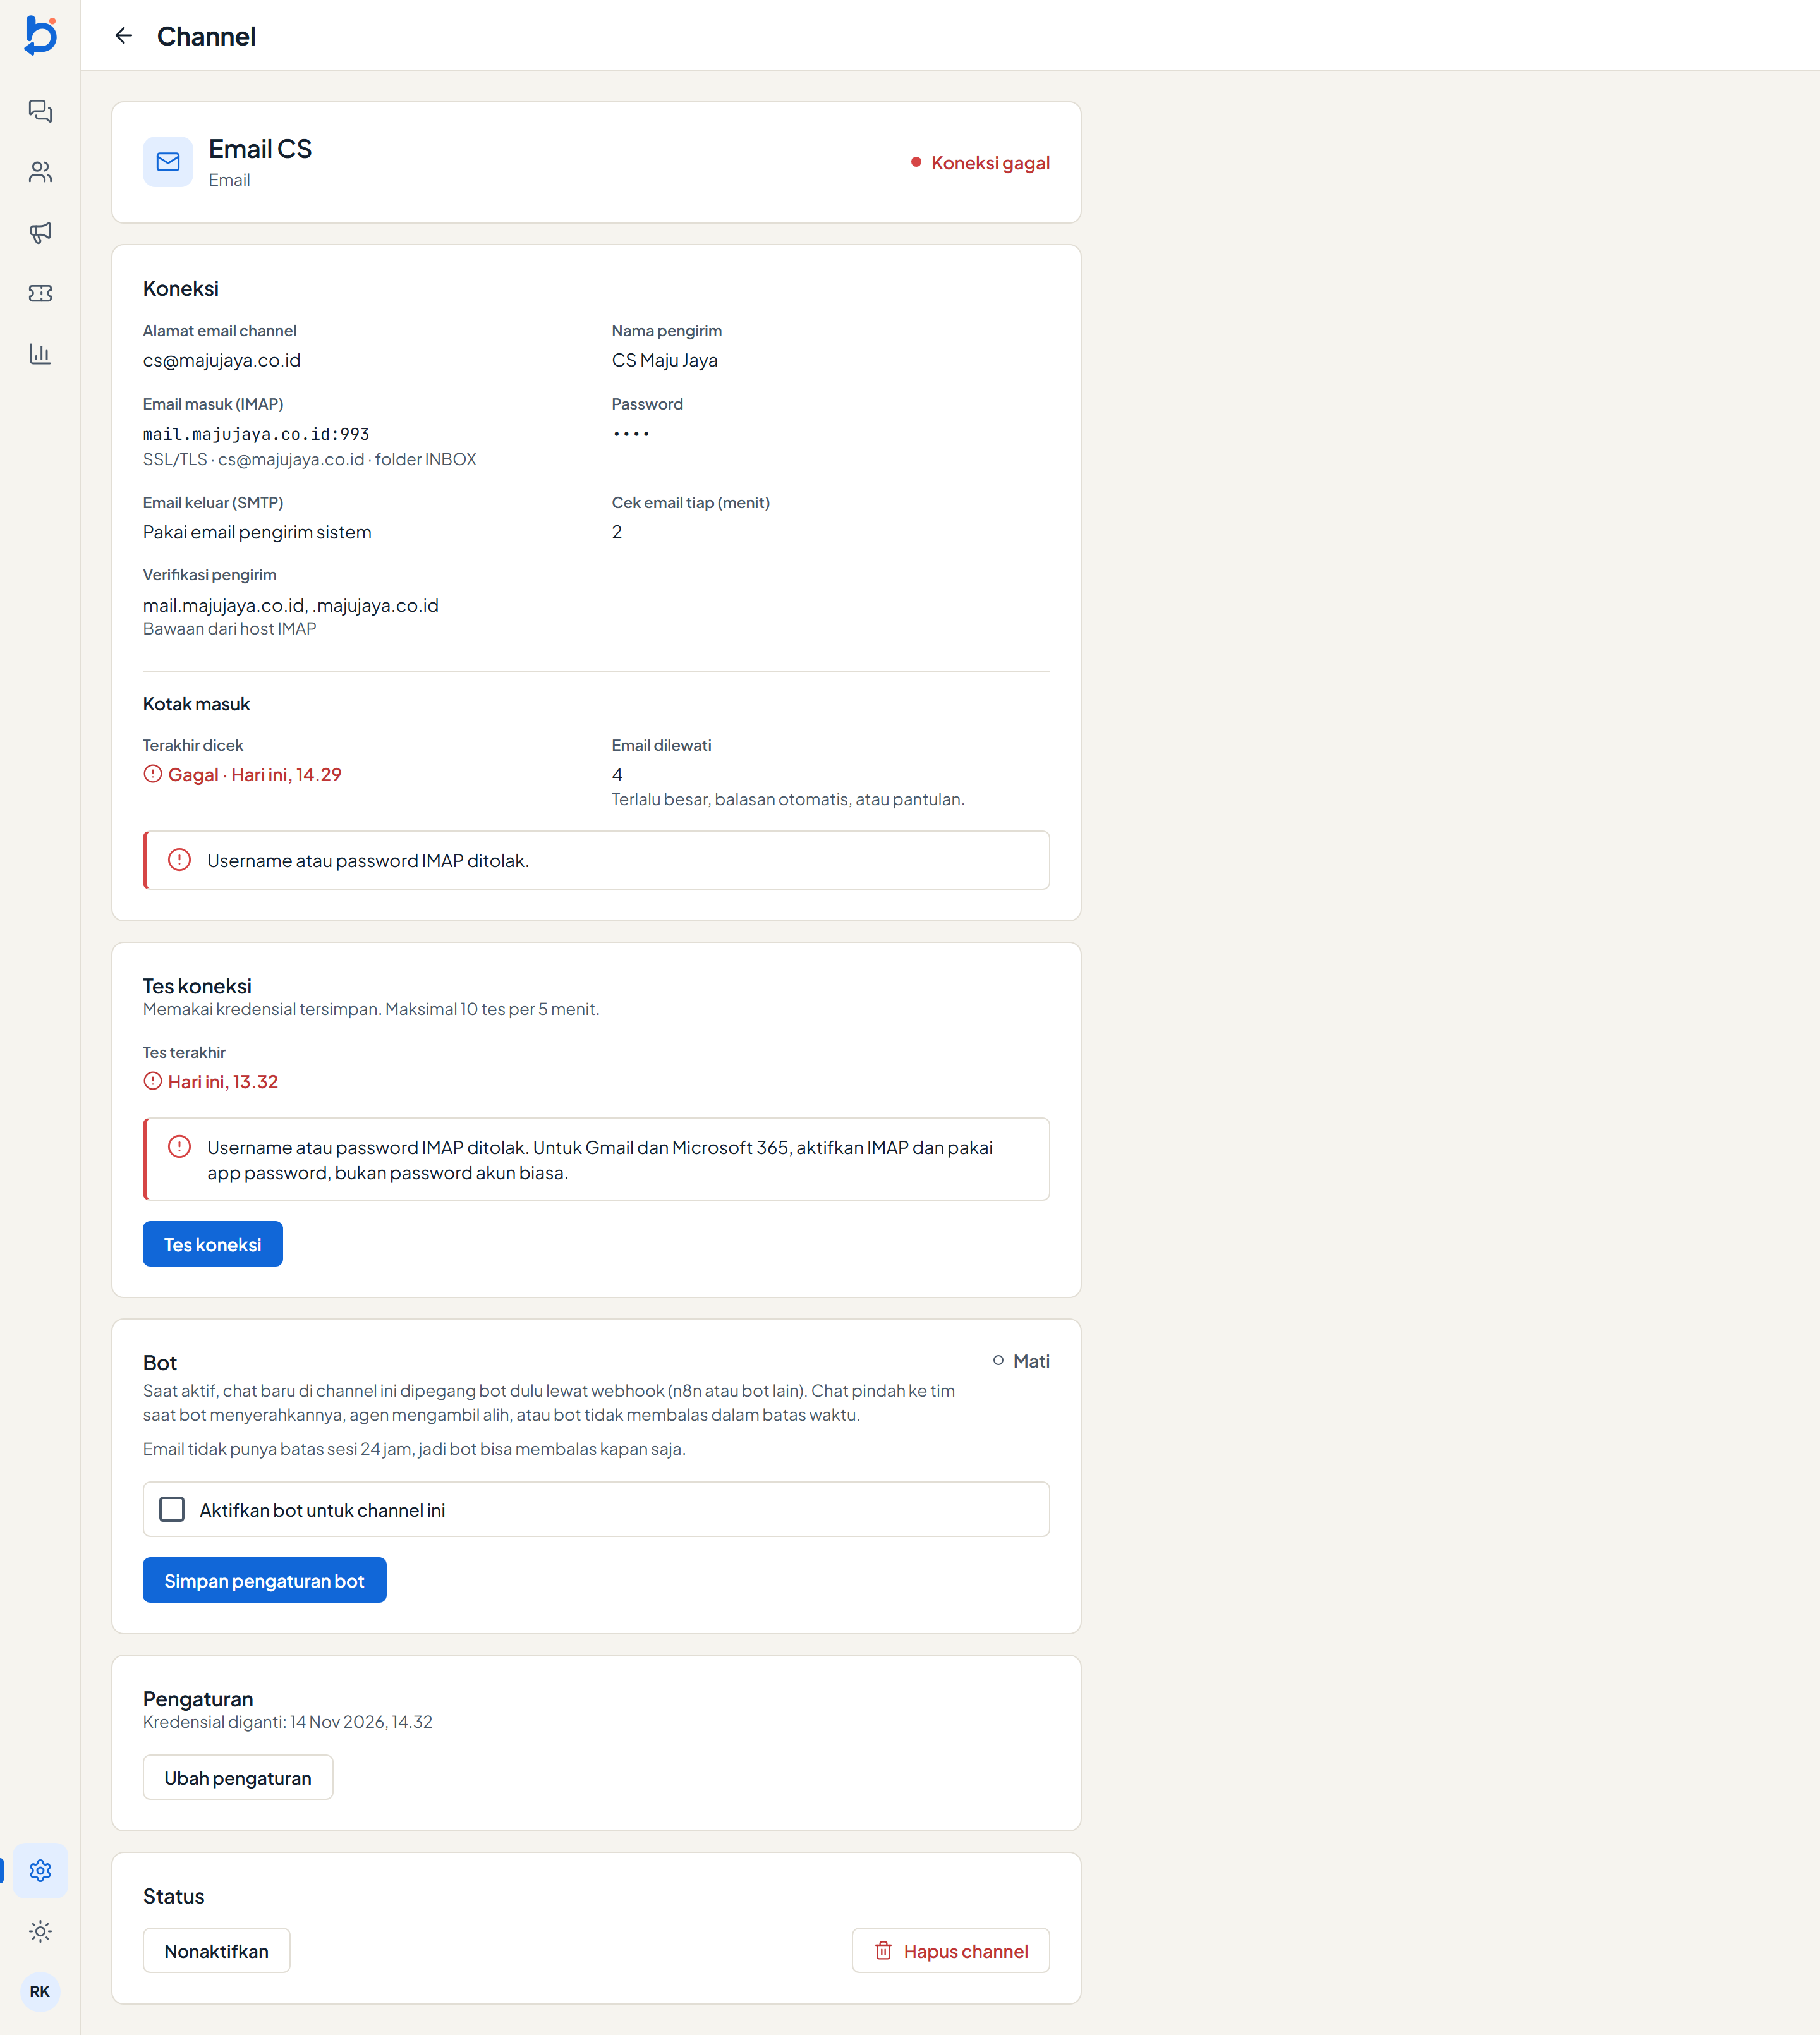 Channel
Email CS
Email
Koneksi gagal
Koneksi
Alamat email channel
cs@majujaya.co.id
Nama pengirim
CS Maju Jaya
Email masuk (IMAP)
mail.majujaya.co.id:993
SSL/TLS · cs@majujaya.co.id · folder INBOX
Password
••••
Email keluar (SMTP)
Pakai email pengirim sistem
Cek email tiap (menit)
2
Verifikasi pengirim
mail.majujaya.co.id, .majujaya.co.id
Bawaan dari host IMAP
Kotak masuk
Terakhir dicek
Gagal · Hari ini, 14.29
Email dilewati
4
Terlalu besar, balasan otomatis, atau pantulan.
Username atau password IMAP ditolak.
Tes koneksi
Memakai kredensial tersimpan. Maksimal 10 tes per 5 menit.
Tes terakhir
Hari ini, 13.32
Username atau password IMAP ditolak. Untuk Gmail dan Microsoft 365, aktifkan IMAP dan pakai
app password, bukan password akun biasa.
Tes koneksi
Bot
Mati
Saat aktif, chat baru di channel ini dipegang bot dulu lewat webhook (n8n atau bot lain). Chat pindah ke tim
saat bot menyerahkannya, agen mengambil alih, atau bot tidak membalas dalam batas waktu.
Email tidak punya batas sesi 24 jam, jadi bot bisa membalas kapan saja.
Aktifkan bot untuk channel ini
Simpan pengaturan bot
Pengaturan
Kredensial diganti: 14 Nov 2026, 14.32
Ubah pengaturan
Status
Nonaktifkan
Hapus channel
RK